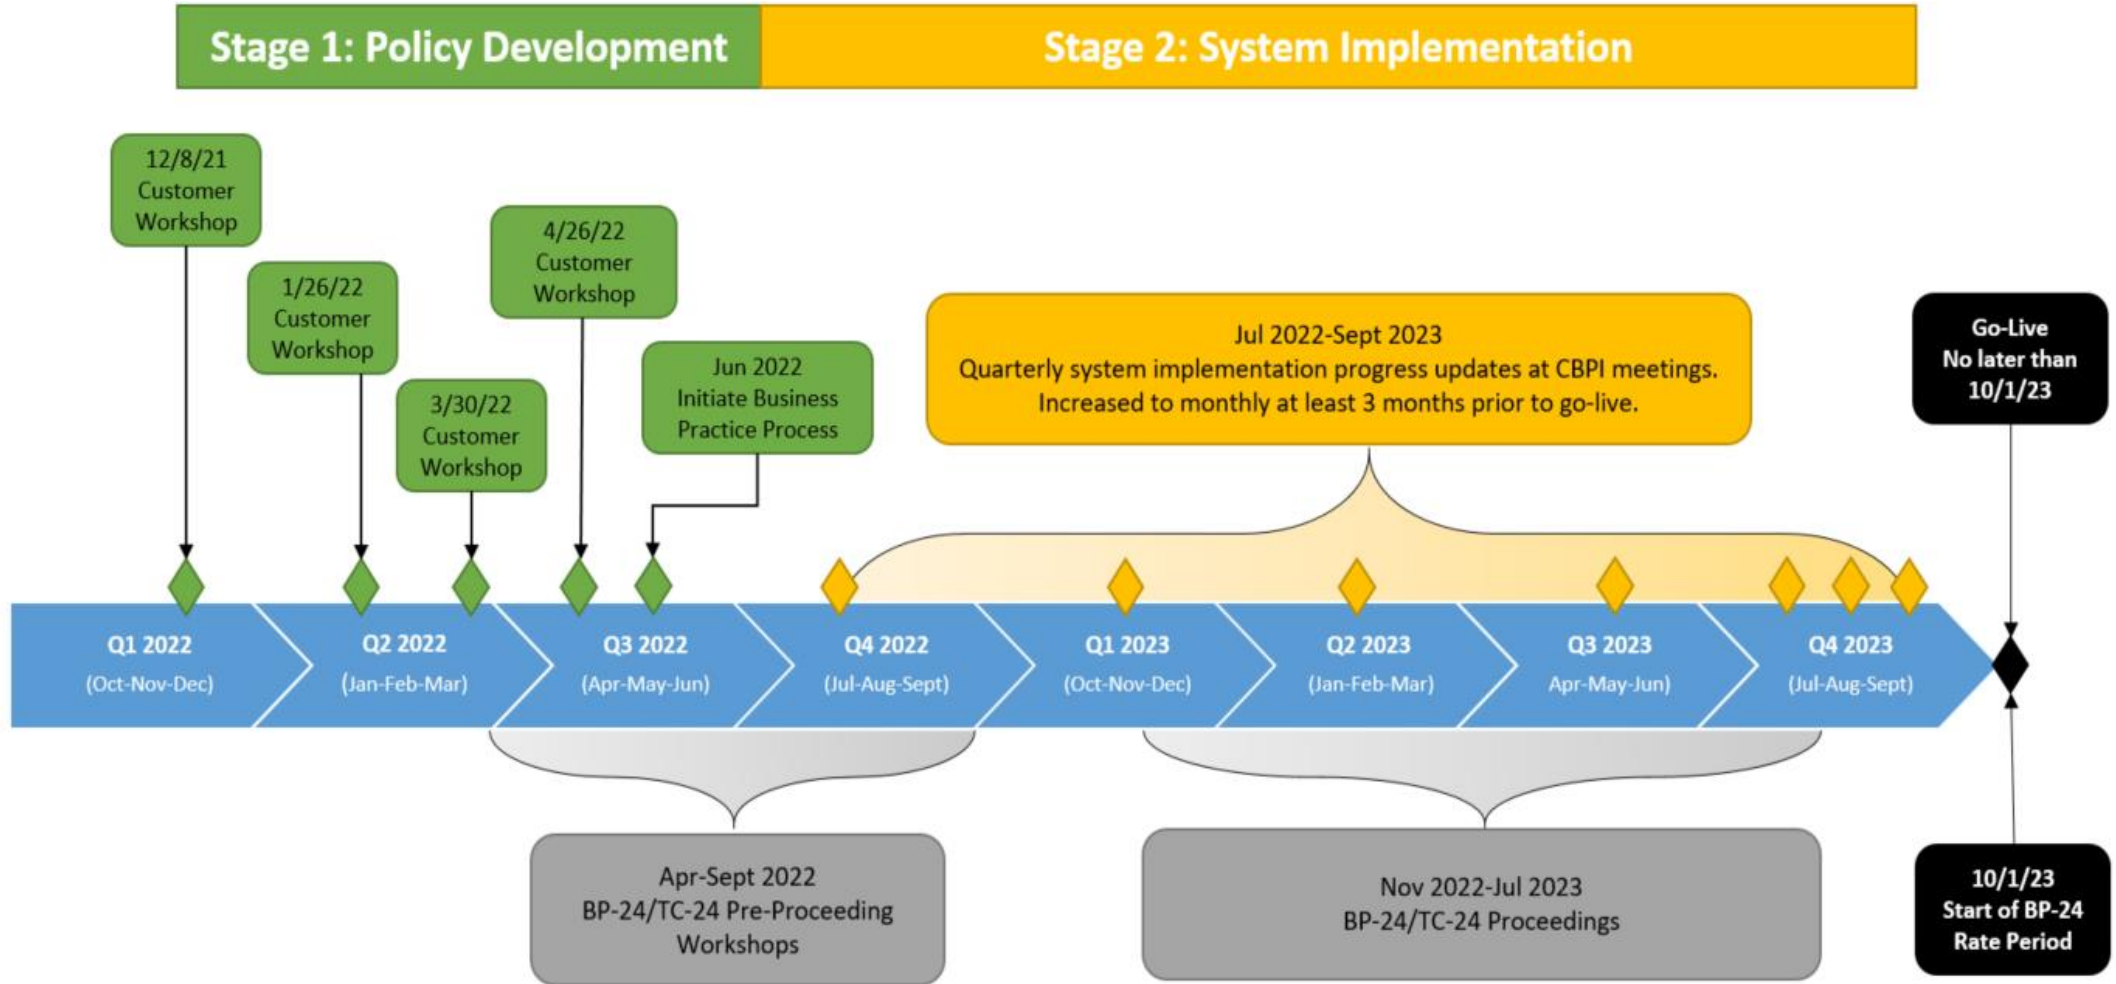 Stage 1: Policy Development
Stage 2: System Implementation
12/8/21
Customer
Workshop
1/26/22
Customer
Workshop
3/30/22
Customer
Workshop
4/26/22
Customer
Workshop
Jun 2022
Initiate Business
Practice Process
Jul 2022-Sept 2023
Quarterly system implementation progress updates at CBPI meetings.
Increased to monthly at least 3 months prior to go-live.
Go-Live
No later than
10/1/23
Q1 2022
(Oct-Nov-Dec)
Q2 2022
(Jan-Feb-Mar)
Q3 2022
(Apr-May-Jun)
Q4 2022
(Jul-Aug-Sept)
Q1 2023
(Oct-Nov-Dec)
Q2 2023
(Jan-Feb-Mar)
Q3 2023
Apr-May-Jun)
Q4 2023
(Jul-Aug-Sept)
Apr-Sept 2022
BP-24/TC-24 Pre-Proceeding
Workshops
Nov 2022-Jul 2023
BP-24/TC-24 Proceedings
10/1/23
Start of BP-24
Rate Period